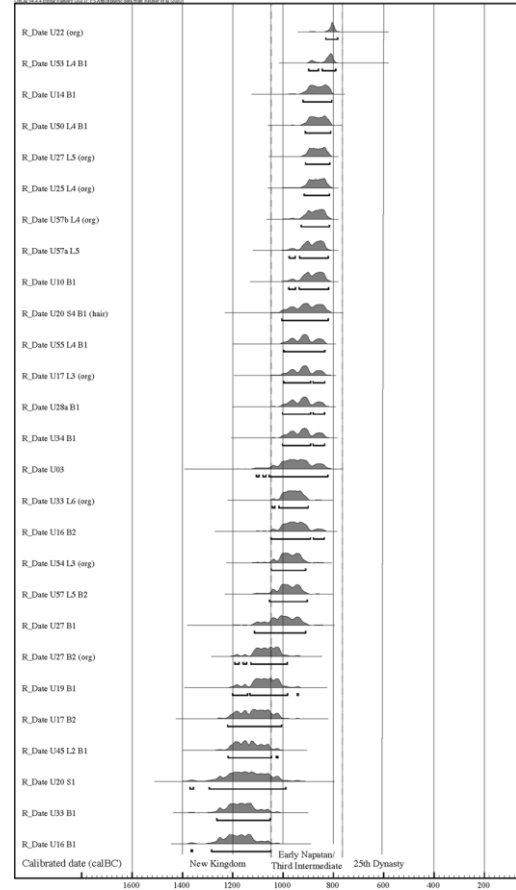 R_Date U22 (org)
R_Date U53 L4 B1
R_Date U14 B1
R_Date U50 L4 B1
R_Date U27 L5 (org)
R_Date U25 L4 (org)
R_Date U57b L4 (org)
R_Date U57a L5
R_Date U10 B1
R_Date U20 S4 B1 (hair)
R_Date U55 L4 B1
R_Date U17 L3 (org)
R_Date U28a B1
R_Date U34 B1
R_Date U03
R_Date U33 L6 (org)
R_Date U16 B2
R_Date U54 L3 (org)
R_Date U57 L5 B2
R_Date U27 B1
R_Date U27 B2 (org)
R_Date U19 B1
R_Date U17 B2
R_Date U45 L2 B1
R_Date U20 S1
R_Date U33 B1
R_Date U16 B1
Calibrated date (calBC)
New Kingdom
Early Napatan/
Third Intermediate
25th Dynasty
1600 1400 1200 1000 800 600 400 200